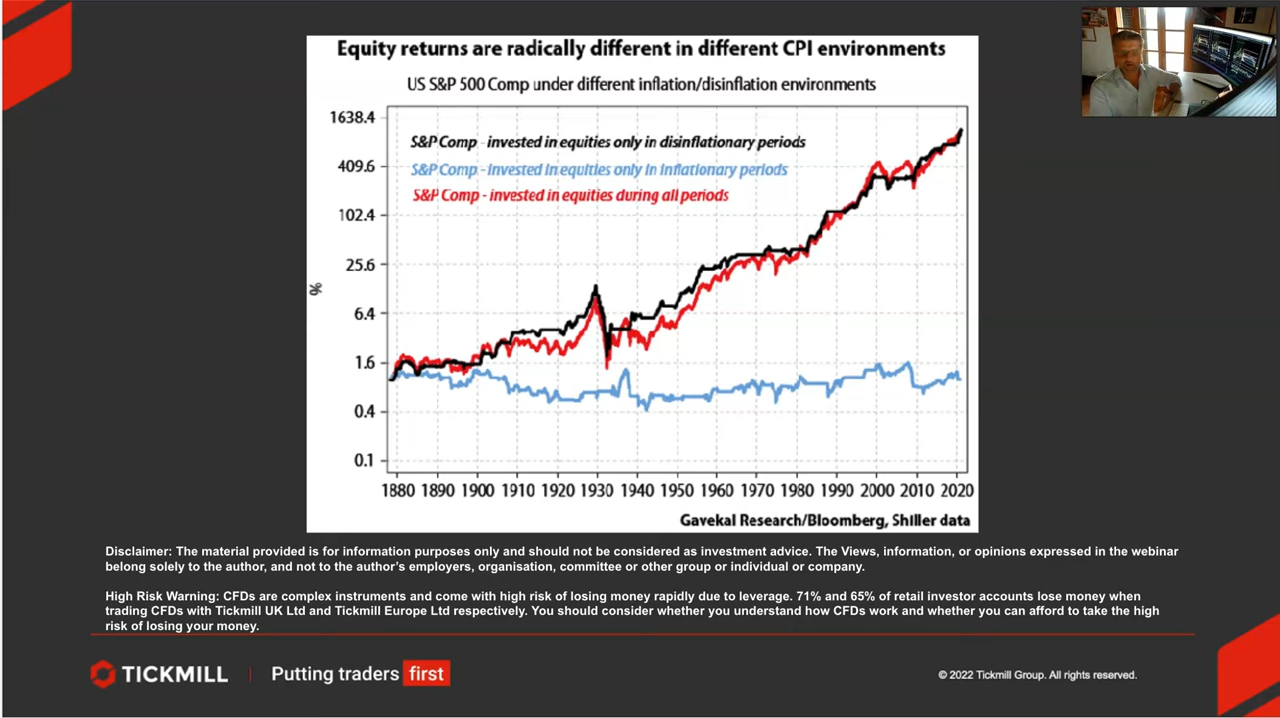 Equity returns are radically different in different CPI environments
US S&P 500 Comp under different inflation/disinflation environments
1638.4
S&P Comp - invested in equities only in disinflationary periods
S&P Comp - invested in equities only in inflationary periods
409.6
S&P Comp - invested in equities during all periods
102.4
25.6
%
6.4
1.6
0.4
0.1
1880 1890 1900 1910 1920 1930 1940 1950 1960 1970 1980 1990 2000 2010 2020
Gavekal Research/Bloomberg, Shiller data
Disclaimer: The material provided is for information purposes only and should not be considered as investment advice. The Views, information, or opinions expressed in the webinar
belong solely to the author, and not to the author's employers, organisation, committee or other group or individual or company.
High Risk Warning: CFDs are complex instruments and come with high risk of losing money rapidly due to leverage. 71% and 65% of retail investor accounts lose money when
trading CFDs with Tickmill UK Ltd and Tickmill Europe Ltd respectively. You should consider whether you understand how CFDs work and whether you can afford to take the high
risk of losing your money.
TICKMILL | Putting traders first
© 2022 Tickmill Group. All rights reserved.